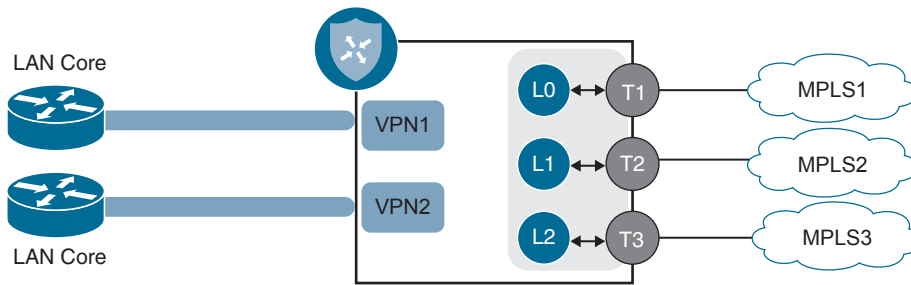 LAN Core
VPN1
LAN Core
VPN2
L0
T1
MPLS1
L1
T2
MPLS2
L2
T3
MPLS3